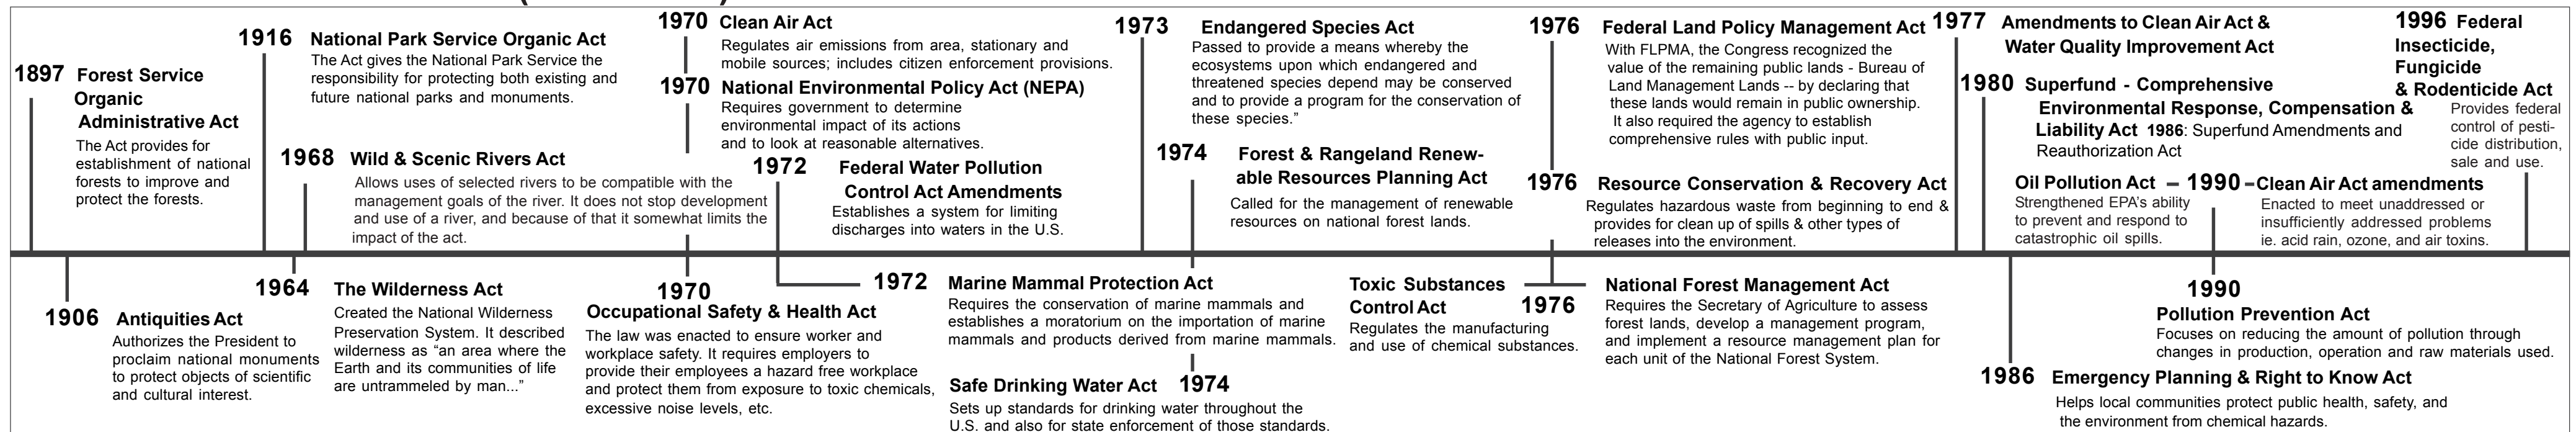 1897 Forest Service
Organic
Administrative Act
The Act provides for
establishment of national
forests to improve and
protect the forests.
1906 Antiquities Act
Authorizes the President to
proclaim national monuments
to protect objects of scientific
and cultural interest.
1916 National Park Service Organic Act
The Act gives the National Park Service the
responsibility for protecting both existing and
future national parks and monuments.
1964 The Wilderness Act
Created the National Wilderness
Preservation System. It described
wilderness as “an area where the
Earth and its communities of life
are untrammeled by man...”
1968 Wild & Scenic Rivers Act
Allows uses of selected rivers to be compatible with the
management goals of the river. It does not stop development
and use of a river, and because of that it somewhat limits the
impact of the act.
1970 Clean Air Act
Regulates air emissions from area, stationary and
mobile sources; includes citizen enforcement provisions.
1970 National Environmental Policy Act (NEPA)
Requires government to determine
environmental impact of its actions
and to look at reasonable alternatives.
1970
Occupational Safety & Health Act
The law was enacted to ensure worker and
workplace safety. It requires employers to
provide their employees a hazard free workplace
and protect them from exposure to toxic chemicals,
excessive noise levels, etc.
1972 Federal Water Pollution
Control Act Amendments
Establishes a system for limiting
discharges into waters in the U.S.
1972 Marine Mammal Protection Act
Requires the conservation of marine mammals and
establishes a moratorium on the importation of marine
mammals and products derived from marine mammals.
1973 Endangered Species Act
Passed to provide a means whereby the
ecosystems upon which endangered and
threatened species depend may be conserved
and to provide a program for the conservation of
these species.”
1974 Forest & Rangeland Renew-
able Resources Planning Act
Called for the management of renewable
resources on national forest lands.
Safe Drinking Water Act 1974
Sets up standards for drinking water throughout the
U.S. and also for state enforcement of those standards.
1976 Federal Land Policy Management Act
With FLPMA, the Congress recognized the
value of the remaining public lands - Bureau of
Land Management Lands -- by declaring that
these lands would remain in public ownership.
It also required the agency to establish
comprehensive rules with public input.
1976 Resource Conservation & Recovery Act
Regulates hazardous waste from beginning to end &
provides for clean up of spills & other types of
releases into the environment.
Toxic Substances
Control Act 1976
Regulates the manufacturing
and use of chemical substances.
National Forest Management Act
Requires the Secretary of Agriculture to assess
forest lands, develop a management program,
and implement a resource management plan for
each unit of the National Forest System.
1977 Amendments to Clean Air Act &
Water Quality Improvement Act
1980 Superfund - Comprehensive
Environmental Response, Compensation &
Liability Act 1986: Superfund Amendments and
Reauthorization Act
1986 Emergency Planning & Right to Know Act
Helps local communities protect public health, safety, and
the environment from chemical hazards.
Oil Pollution Act – 1990 – Clean Air Act amendments
Strengthened EPA’s ability
to prevent and respond to
catastrophic oil spills.
Enacted to meet unaddressed or
insufficiently addressed problems
ie. acid rain, ozone, and air toxins.
1990
Pollution Prevention Act
Focuses on reducing the amount of pollution through
changes in production, operation and raw materials used.
1996 Federal
Insecticide,
Fungicide
& Rodenticide Act
Provides federal
control of pesti-
cide distribution,
sale and use.